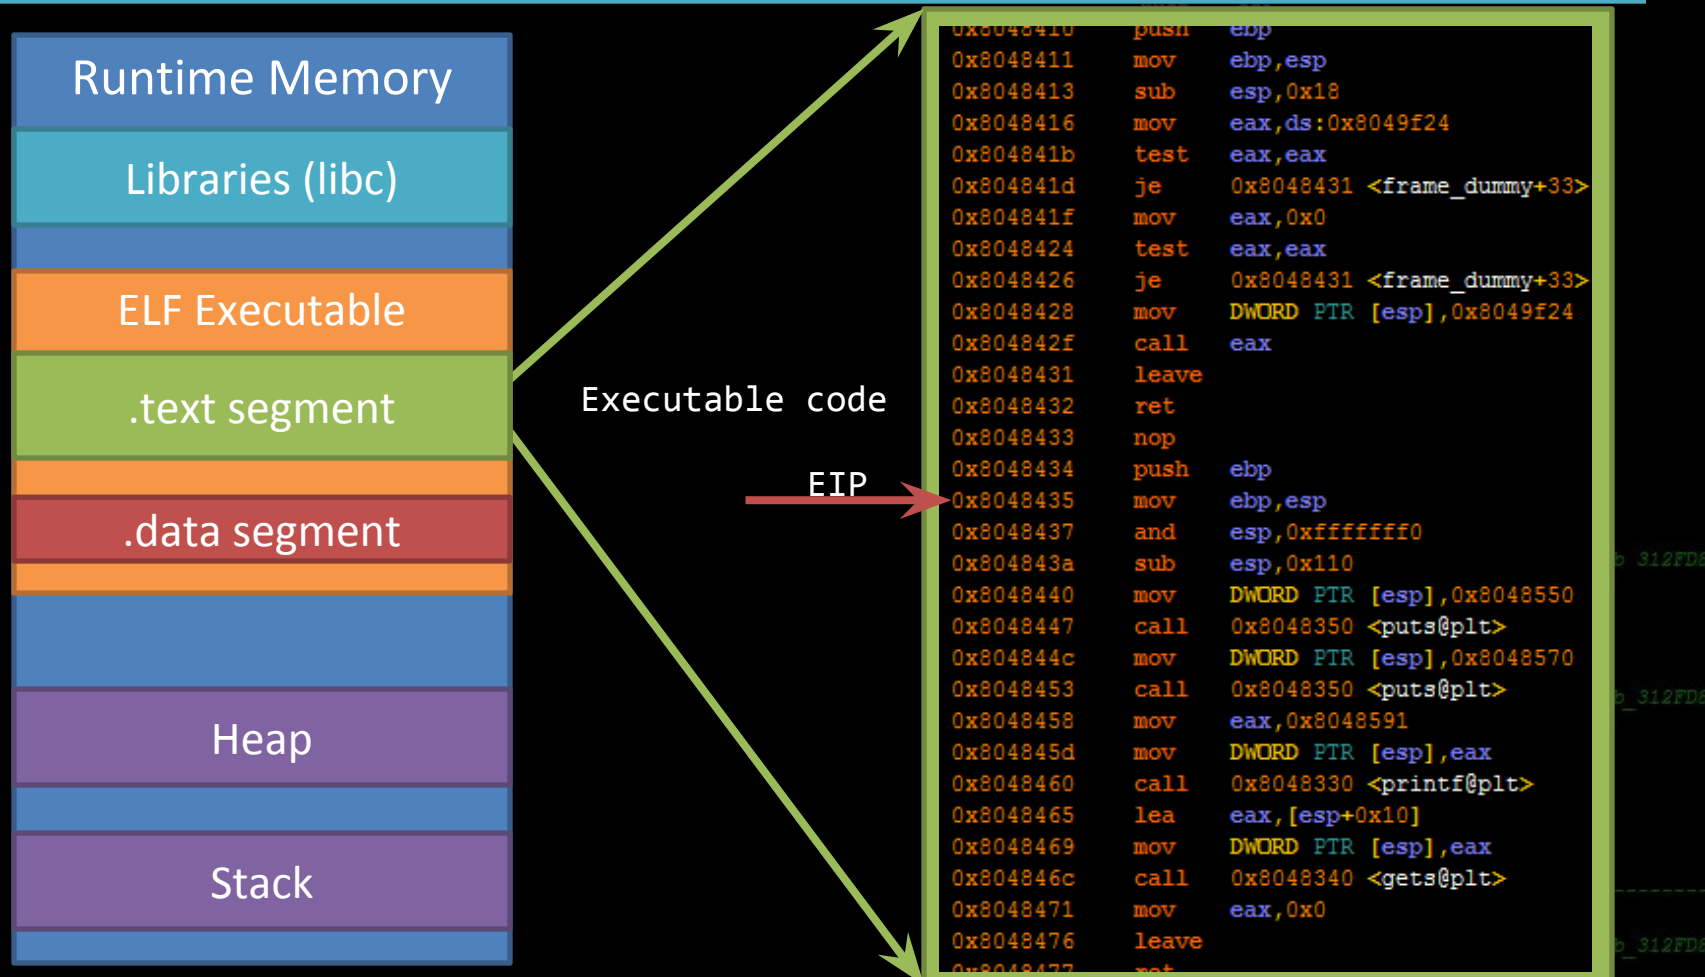 Runtime Memory
Libraries (libc)
ELF Executable
.text segment
.data segment
Heap
Stack
Executable code
EIP
0x8048410 push ebp
0x8048411 mov ebp,esp
0x8048413 sub esp,0x18
0x8048416 mov eax,ds:0x8049f24
0x804841b test eax,eax
0x804841d je 0x8048431 <frame_dummy+33>
0x804841f mov eax,0x0
0x8048424 test eax,eax
0x8048426 je 0x8048431 <frame_dummy+33>
0x8048428 mov DWORD PTR [esp],0x8049f24
0x804842f call eax
0x8048431 leave
0x8048432 ret
0x8048433 nop
0x8048434 push ebp
0x8048435 mov ebp,esp
0x8048437 and esp,0xfffffff0
0x804843a sub esp,0x110
0x8048440 mov DWORD PTR [esp],0x8048550
0x8048447 call 0x8048350 <puts@plt>
0x804844c mov DWORD PTR [esp],0x8048570
0x8048453 call 0x8048350 <puts@plt>
0x8048458 mov eax,0x8048591
0x804845d mov DWORD PTR [esp],eax
0x8048460 call 0x8048330 <printf@plt>
0x8048465 lea eax,[esp+0x10]
0x8048469 mov DWORD PTR [esp],eax
0x804846c call 0x8048340 <gets@plt>
0x8048471 mov eax,0x0
0x8048476 leave
0x8048477 ret